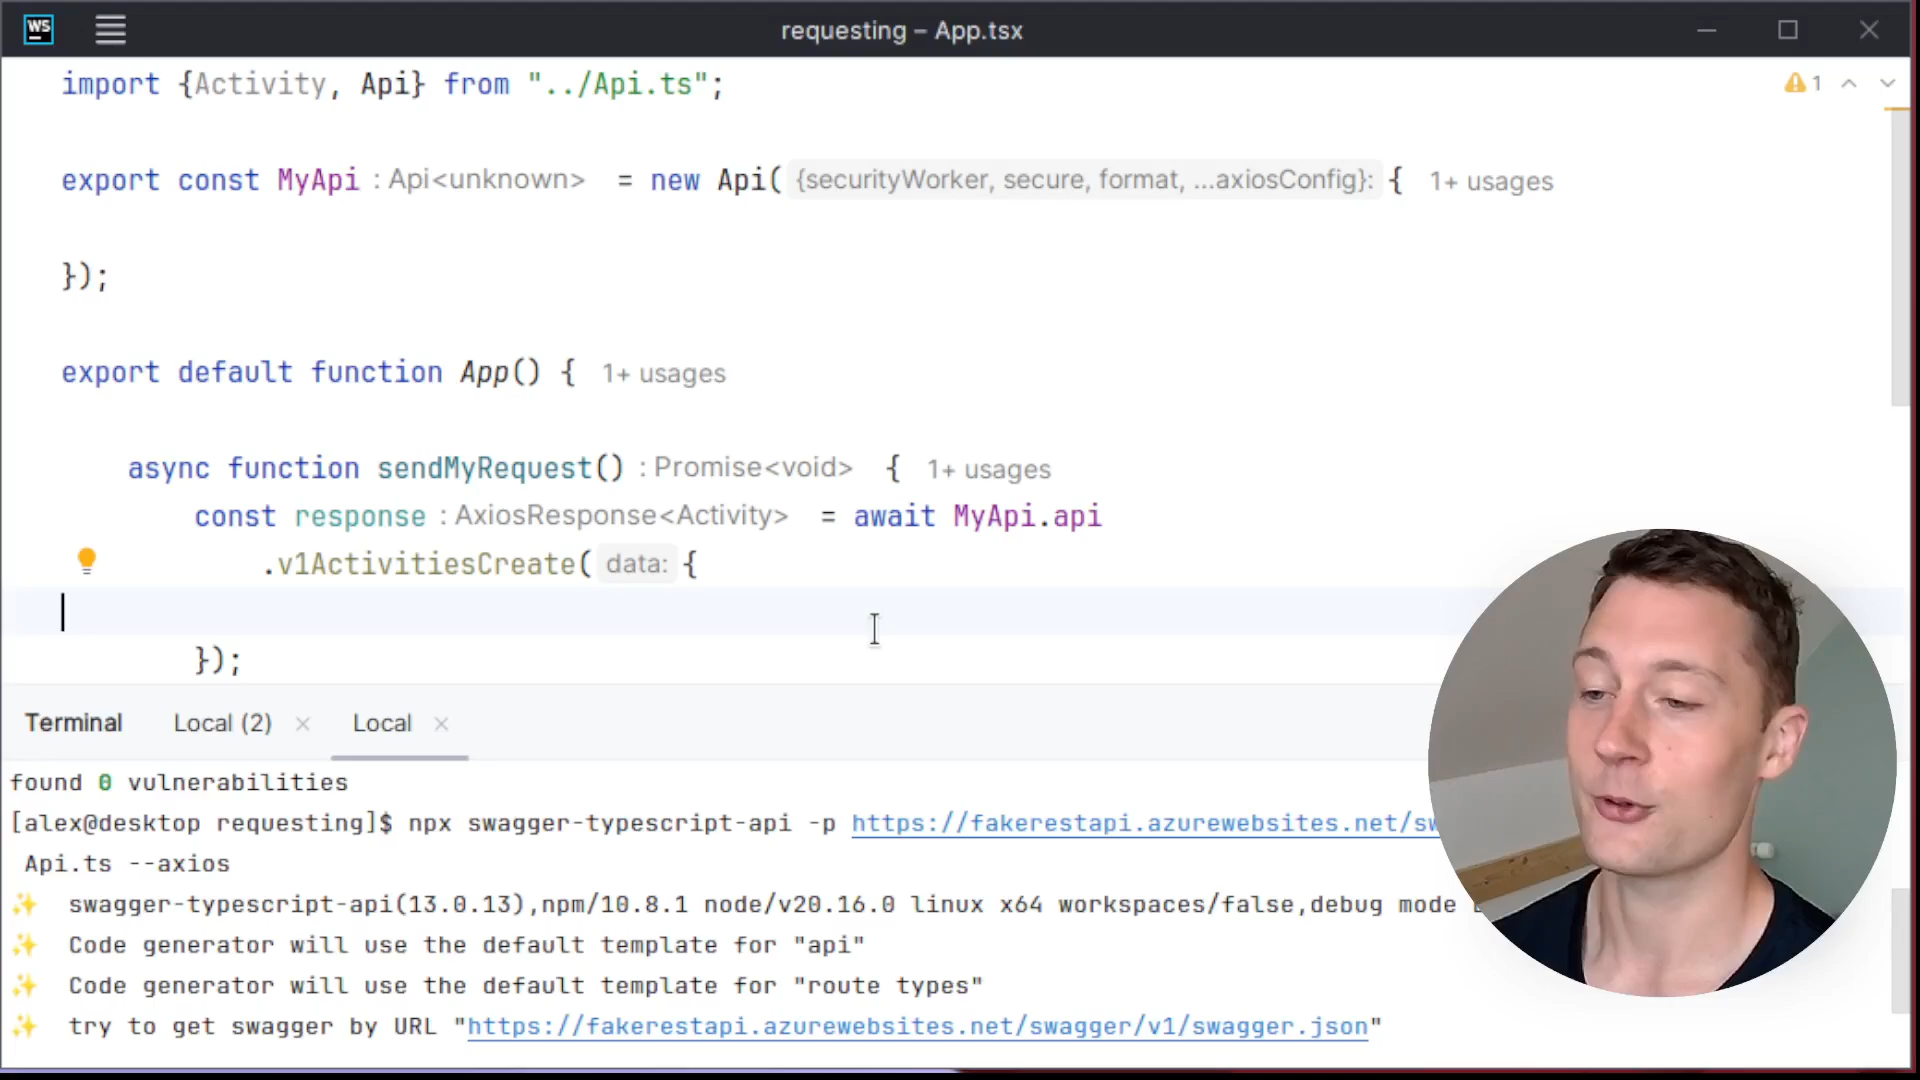 WS
requesting – App.tsx
import {Activity, Api} from "../Api.ts";
1
export const MyApi : Api<unknown> = new Api( {securityWorker, secure, format, ...axiosConfig}: { 1+ usages
});
export default function App() { 1+ usages
async function sendMyRequest() : Promise<void> { 1+ usages
const response : AxiosResponse<Activity> = await MyApi.api
.v1ActivitiesCreate( data: {
});
Terminal Local (2) × Local ×
found 0 vulnerabilities
[alex@desktop requesting]$ npx swagger-typescript-api -p https://fakerestapi.azurewebsites.net/sw
Api.ts --axios
✨ swagger-typescript-api(13.0.13),npm/10.8.1 node/v20.16.0 linux x64 workspaces/false,debug mode
✨ Code generator will use the default template for "api"
✨ Code generator will use the default template for "route types"
✨ try to get swagger by URL "https://fakerestapi.azurewebsites.net/swagger/v1/swagger.json"